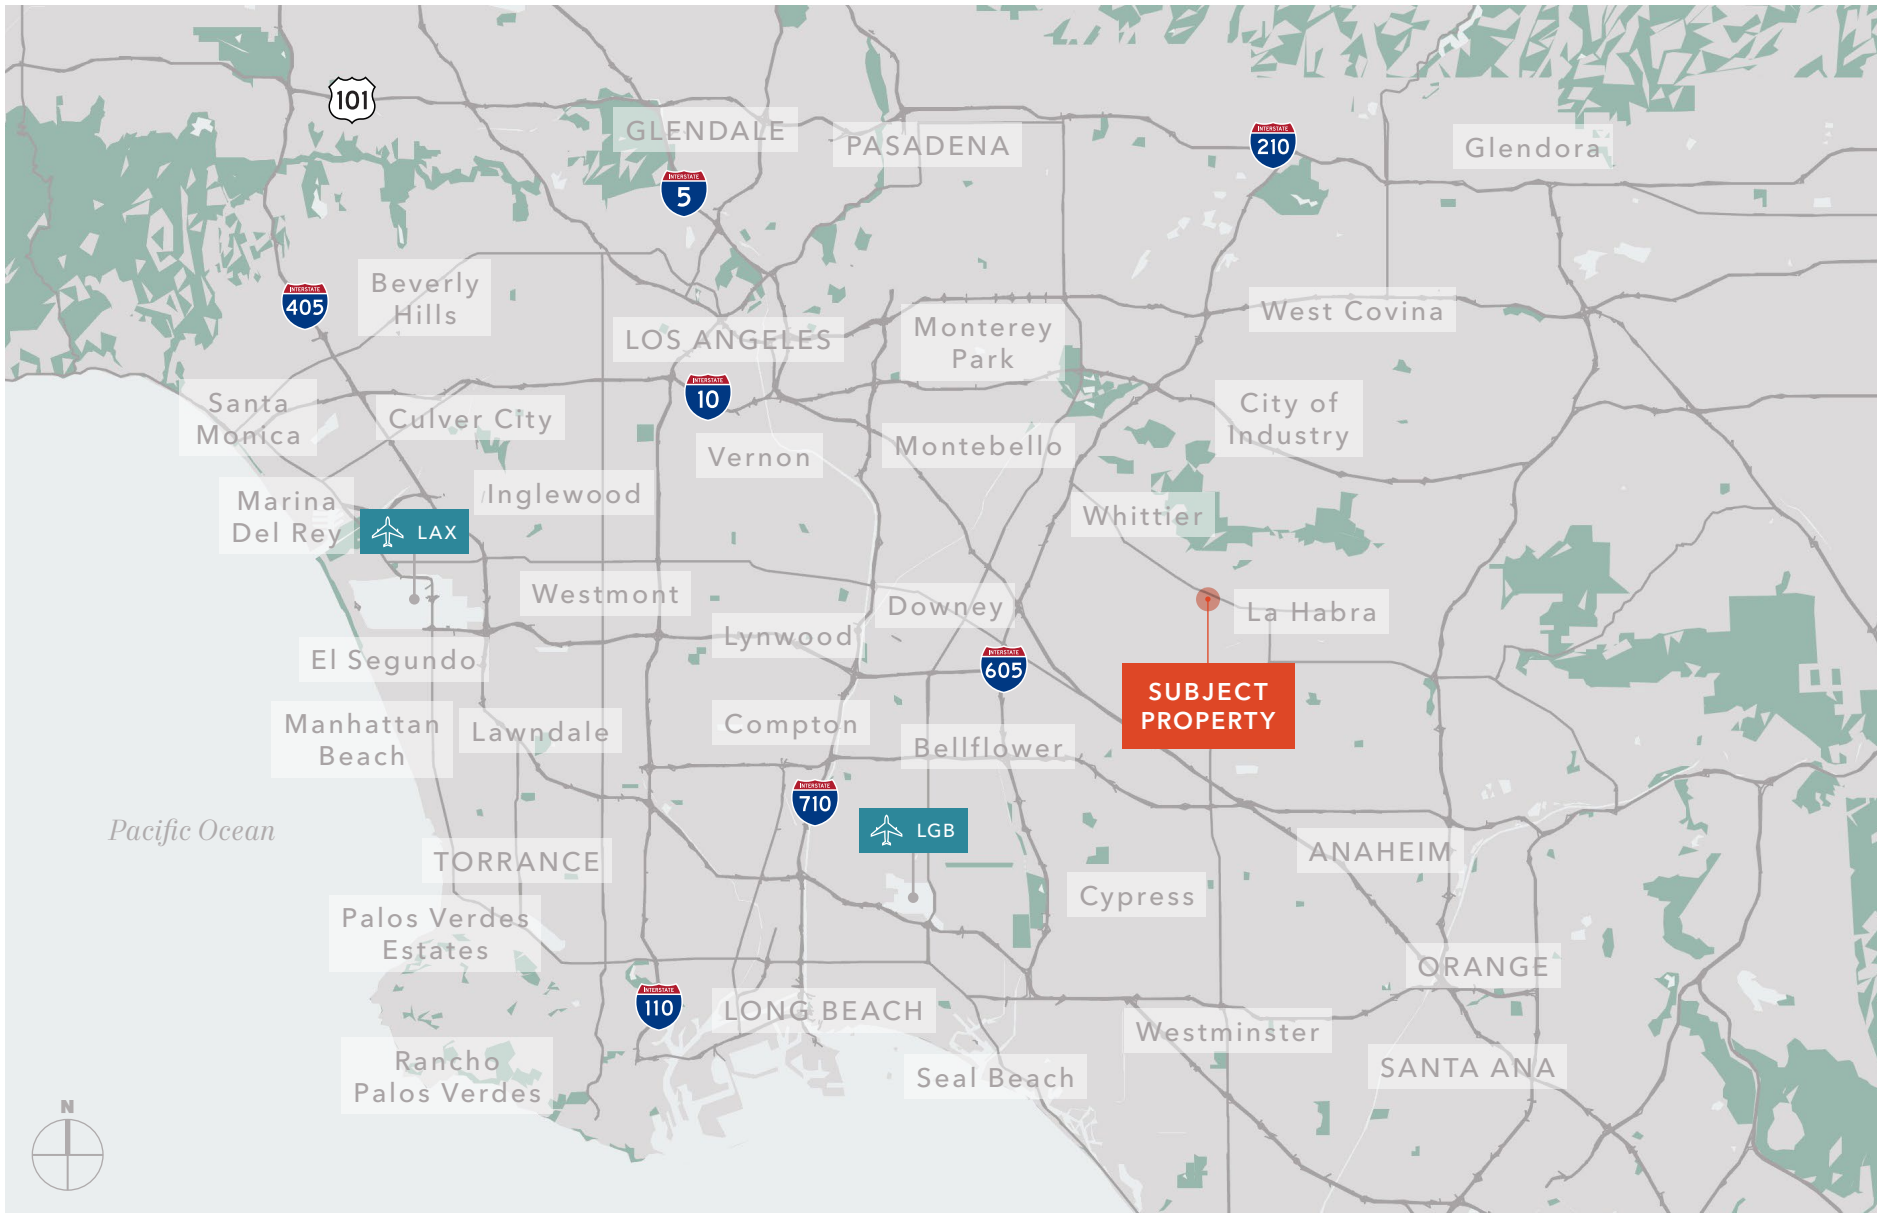 101
GLENDALE
PASADENA
INTERSTATE
210
Glendora
INTERSTATE
5
Beverly
Hills
INTERSTATE
405
LOS ANGELES
Monterey
Park
West Covina
Santa
Monica
Culver City
INTERSTATE
10
Vernon
Montebello
City of
Industry
Marina
Del Rey
LAX
Inglewood
Whittier
Westmont
Downey
La Habra
El Segundo
Lynwood
INTERSTATE
605
SUBJECT
PROPERTY
Manhattan
Beach
Lawndale
Compton
Bellflower
Pacific Ocean
INTERSTATE
710
LGB
TORRANCE
ANAHEIM
Palos Verdes
Estates
Cypress
ORANGE
INTERSTATE
110
LONG BEACH
Westminster
Rancho
Palos Verdes
Seal Beach
SANTA ANA
N